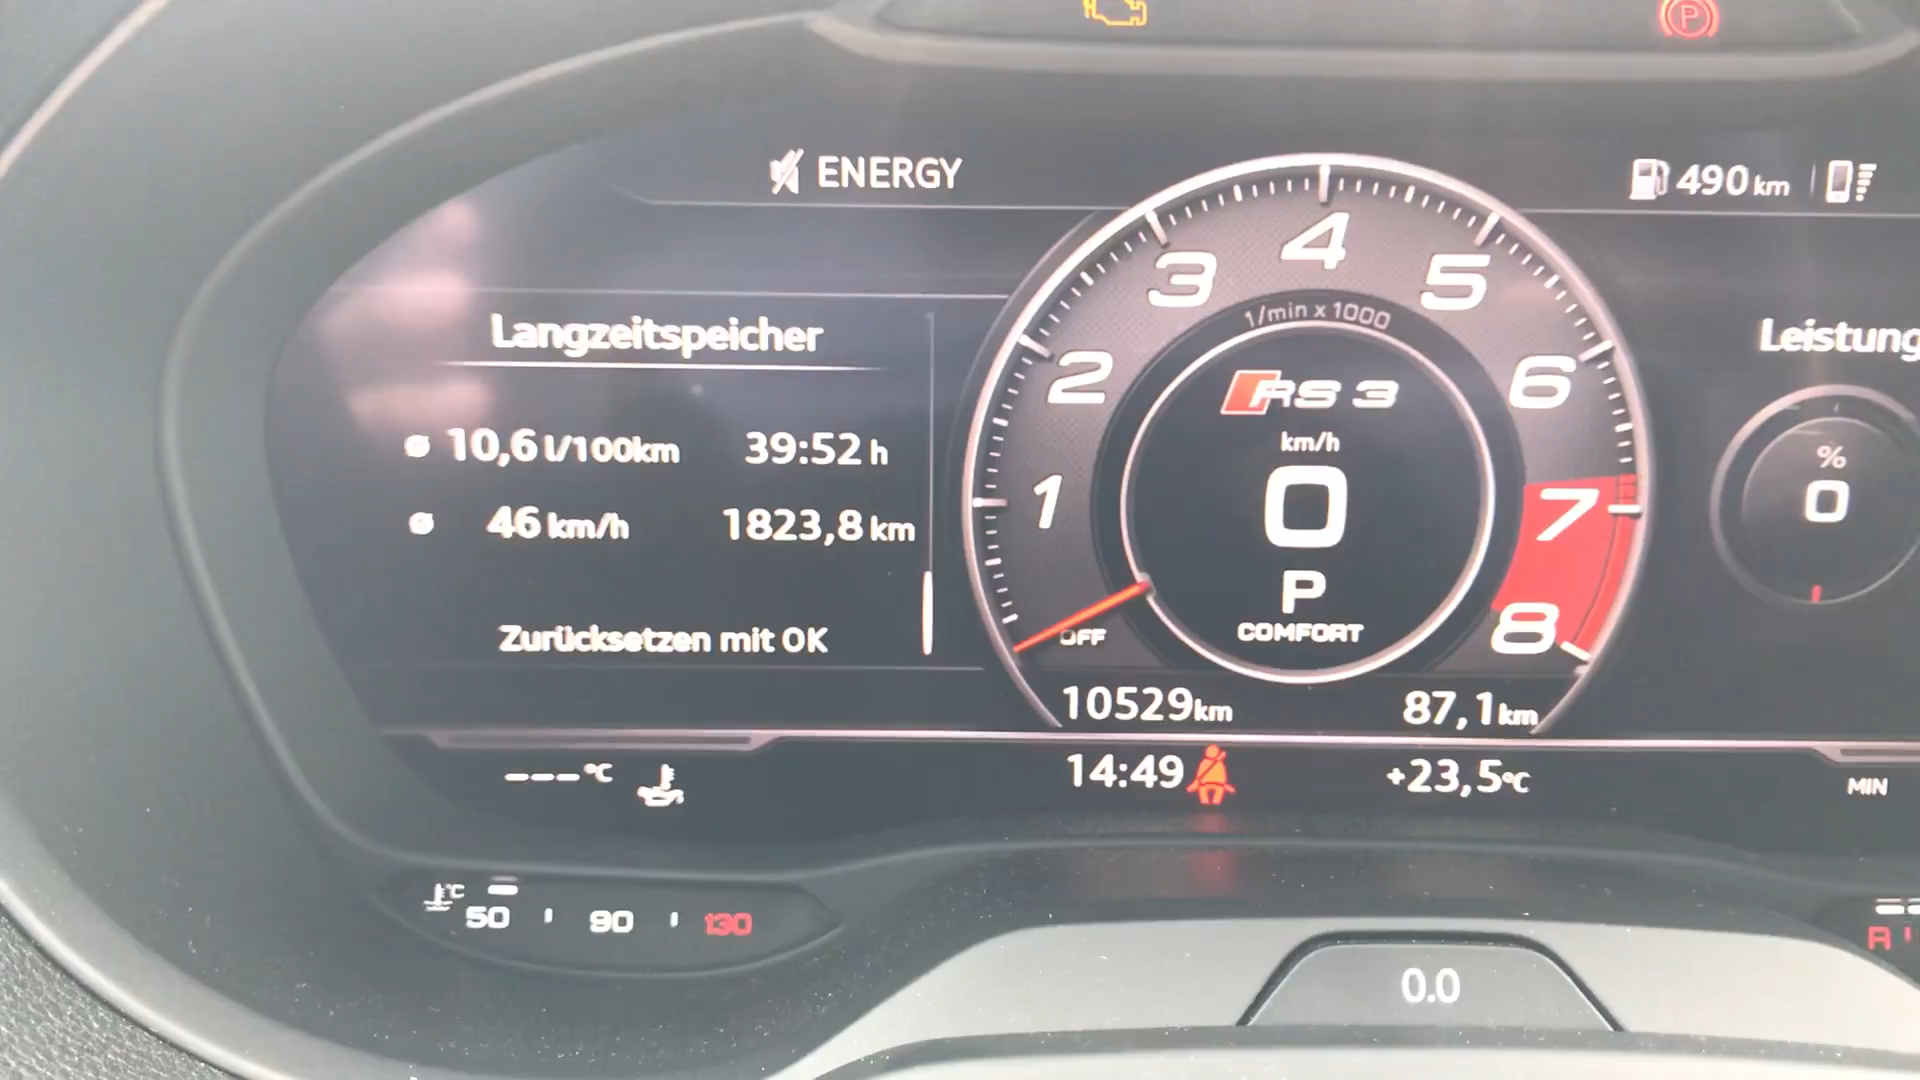 ENERGY
490 km
Langzeitspeicher
Ø 10,6 l/100km 39:52 h
Ø 46 km/h 1823,8 km
Zurücksetzen mit OK
1 2 3 4 5 6 7 8
1/min x 1000
RS 3
km/h
0
P
COMFORT
OFF
10529 km
87,1 km
Leistung
%
0
---°C
14:49
+23,5°C
MIN
°C
50 90 130
A
0.0